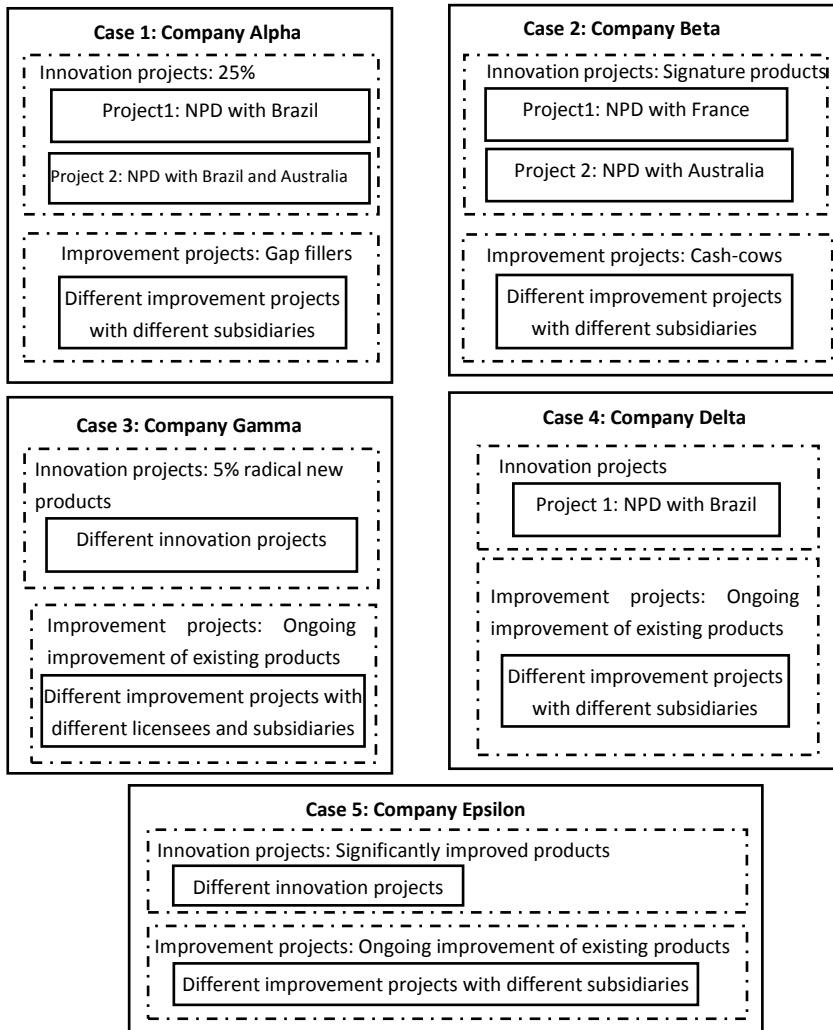 Case 1: Company Alpha
Innovation projects: 25%
Project1: NPD with Brazil
Project 2: NPD with Brazil and Australia
Improvement projects: Gap fillers
Different improvement projects
with different subsidiaries
Case 2: Company Beta
Innovation projects: Signature products
Project1: NPD with France
Project 2: NPD with Australia
Improvement projects: Cash-cows
Different improvement projects
with different subsidiaries
Case 3: Company Gamma
Innovation projects: 5% radical new
products
Different innovation projects
Improvement projects: Ongoing
improvement of existing products
Different improvement projects with
different licensees and subsidiaries
Case 4: Company Delta
Innovation projects
Project 1: NPD with Brazil
Improvement projects: Ongoing
improvement of existing products
Different improvement projects
with different subsidiaries
Case 5: Company Epsilon
Innovation projects: Significantly improved products
Different innovation projects
Improvement projects: Ongoing improvement of existing products
Different improvement projects with different subsidiaries